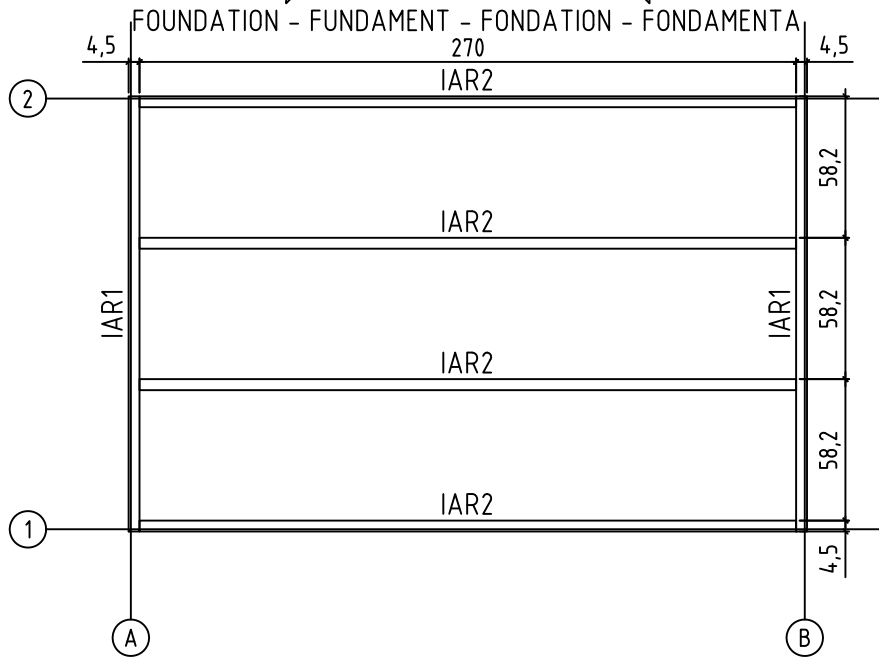 FOUNDATION - FUNDAMENT - FONDATION - FONDAMENTA
4,5 270 4,5
IAR2
2
58,2
IAR2
IAR1
IAR1
58,2
IAR2
58,2
IAR2
1
4,5
A
B